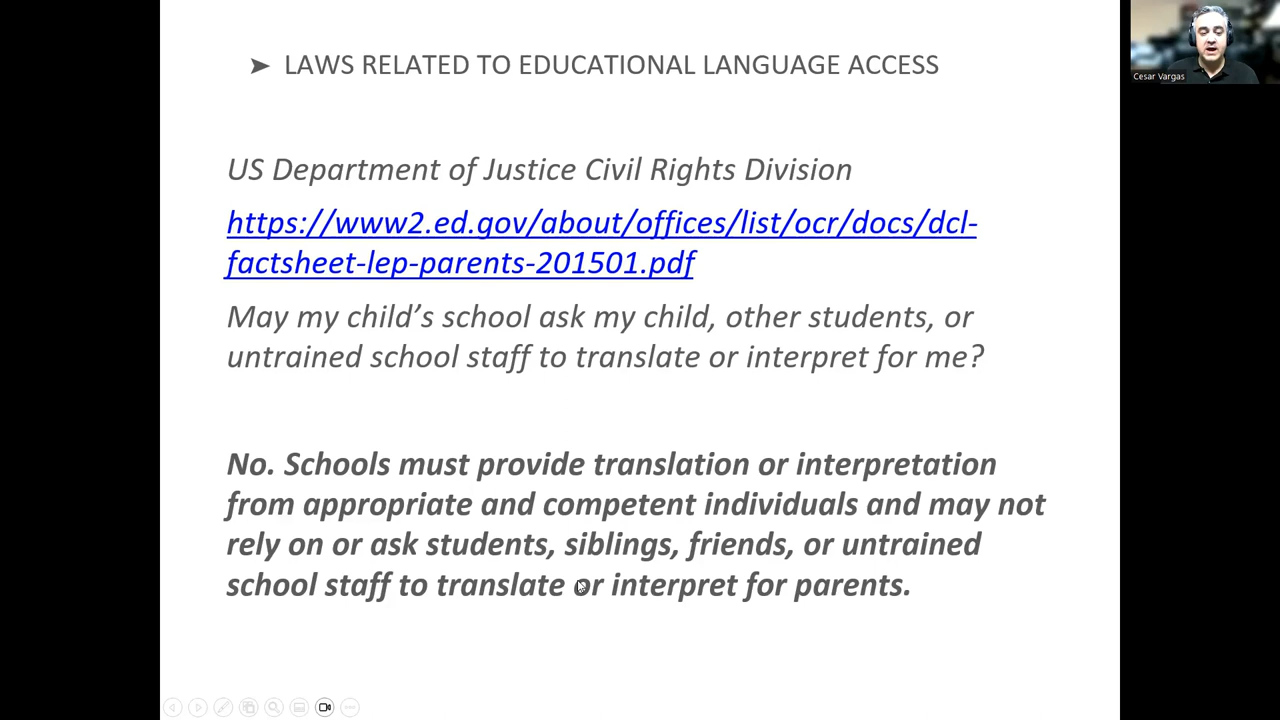 ➤ LAWS RELATED TO EDUCATIONAL LANGUAGE ACCESS
Cesar Vargas
US Department of Justice Civil Rights Division
https://www2.ed.gov/about/offices/list/ocr/docs/dcl-
factsheet-lep-parents-201501.pdf
May my child’s school ask my child, other students, or
untrained school staff to translate or interpret for me?
No. Schools must provide translation or interpretation
from appropriate and competent individuals and may not
rely on or ask students, siblings, friends, or untrained
school staff to translate or interpret for parents.